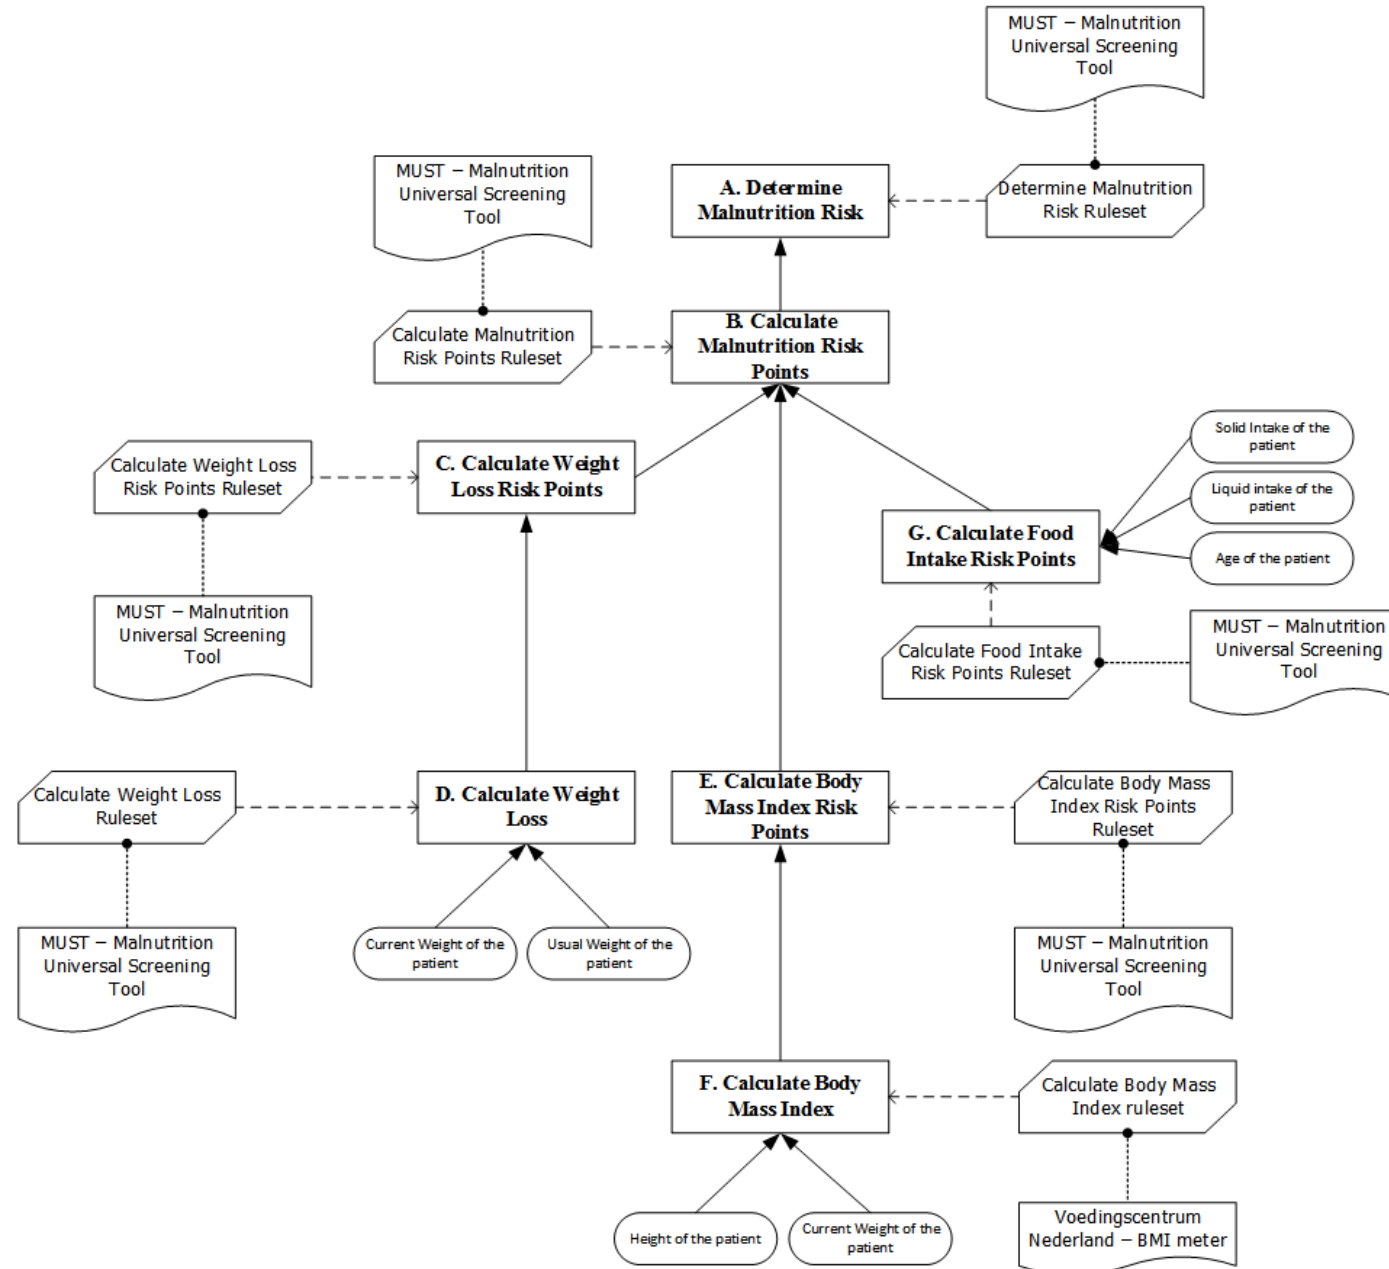 MUST – Malnutrition
Universal Screening
Tool
MUST – Malnutrition
Universal Screening
Tool
A. Determine
Malnutrition Risk
Determine Malnutrition
Risk Ruleset
Calculate Malnutrition
Risk Points Ruleset
B. Calculate
Malnutrition Risk
Points
Calculate Weight Loss
Risk Points Ruleset
C. Calculate Weight
Loss Risk Points
Solid Intake of the
patient
Liquid intake of the
patient
Age of the patient
G. Calculate Food
Intake Risk Points
MUST – Malnutrition
Universal Screening
Tool
Calculate Food Intake
Risk Points Ruleset
MUST – Malnutrition
Universal Screening
Tool
Calculate Weight Loss
Ruleset
D. Calculate Weight
Loss
E. Calculate Body
Mass Index Risk
Points
Calculate Body Mass
Index Risk Points
Ruleset
MUST – Malnutrition
Universal Screening
Tool
Current Weight of the
patient
Usual Weight of the
patient
MUST – Malnutrition
Universal Screening
Tool
F. Calculate Body
Mass Index
Calculate Body Mass
Index ruleset
Height of the patient
Current Weight of the
patient
Voedingscentrum
Nederland – BMI meter